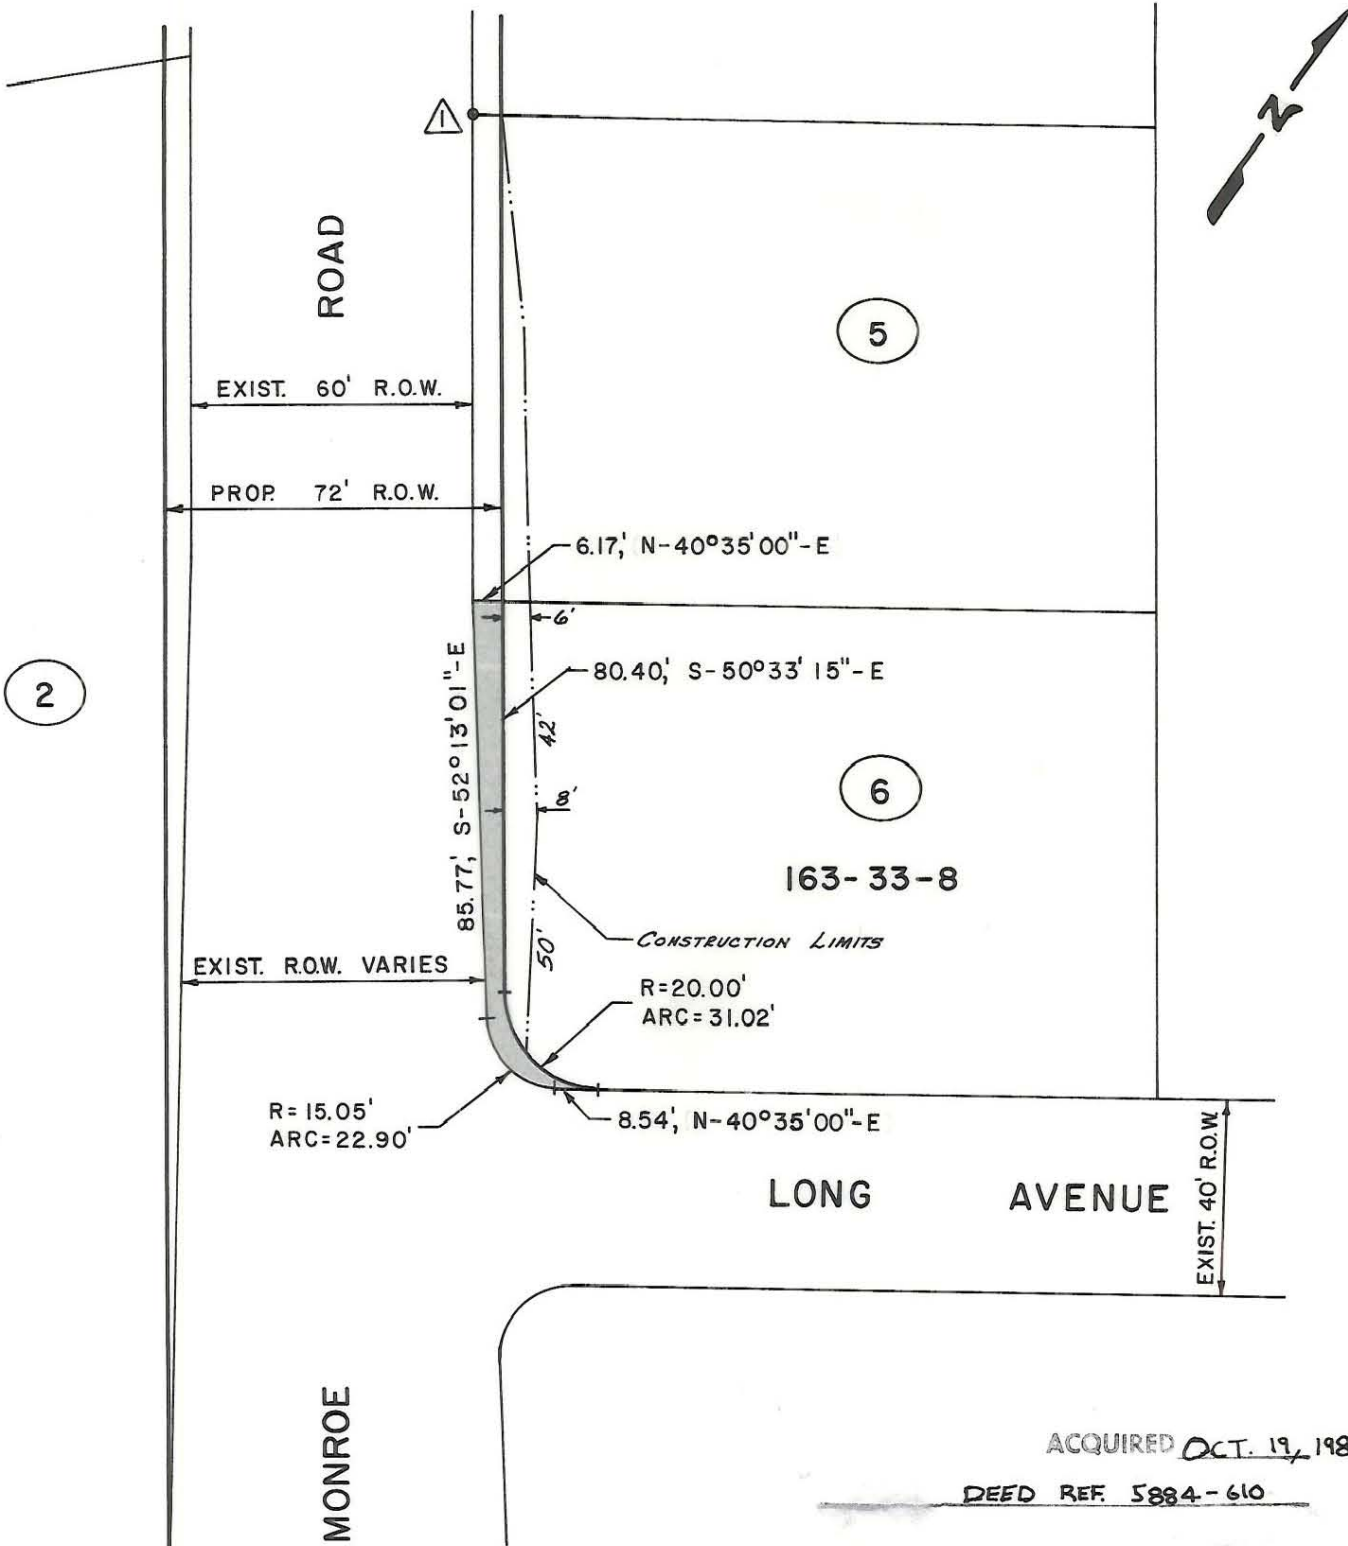 N
1
ROAD
5
EXIST. 60' R.O.W.
PROP. 72' R.O.W.
6.17,' N-40°35'00"-E
6'
80.40,' S-50°33'15"-E
2
85.77,' S-52°13'01"-E
42'
8'
6
163-33-8
CONSTRUCTION LIMITS
50'
EXIST. R.O.W. VARIES
R=20.00'
ARC=31.02'
R=15.05'
ARC=22.90'
8.54,' N-40°35'00"-E
LONG AVENUE
EXIST. 40' R.O.W.
MONROE
ACQUIRED OCT. 19, 198
DEED REF. 5884-610